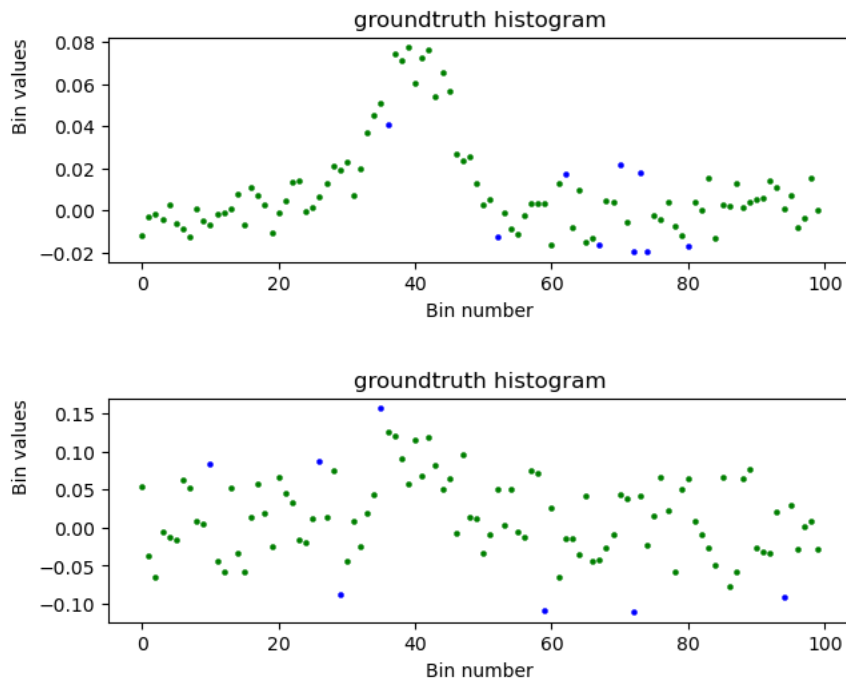 groundtruth histogram
Bin values
0.08
0.06
0.04
0.02
0.00
−0.02
0 20 40 60 80 100
Bin number
groundtruth histogram
Bin values
0.15
0.10
0.05
0.00
−0.05
−0.10
0 20 40 60 80 100
Bin number